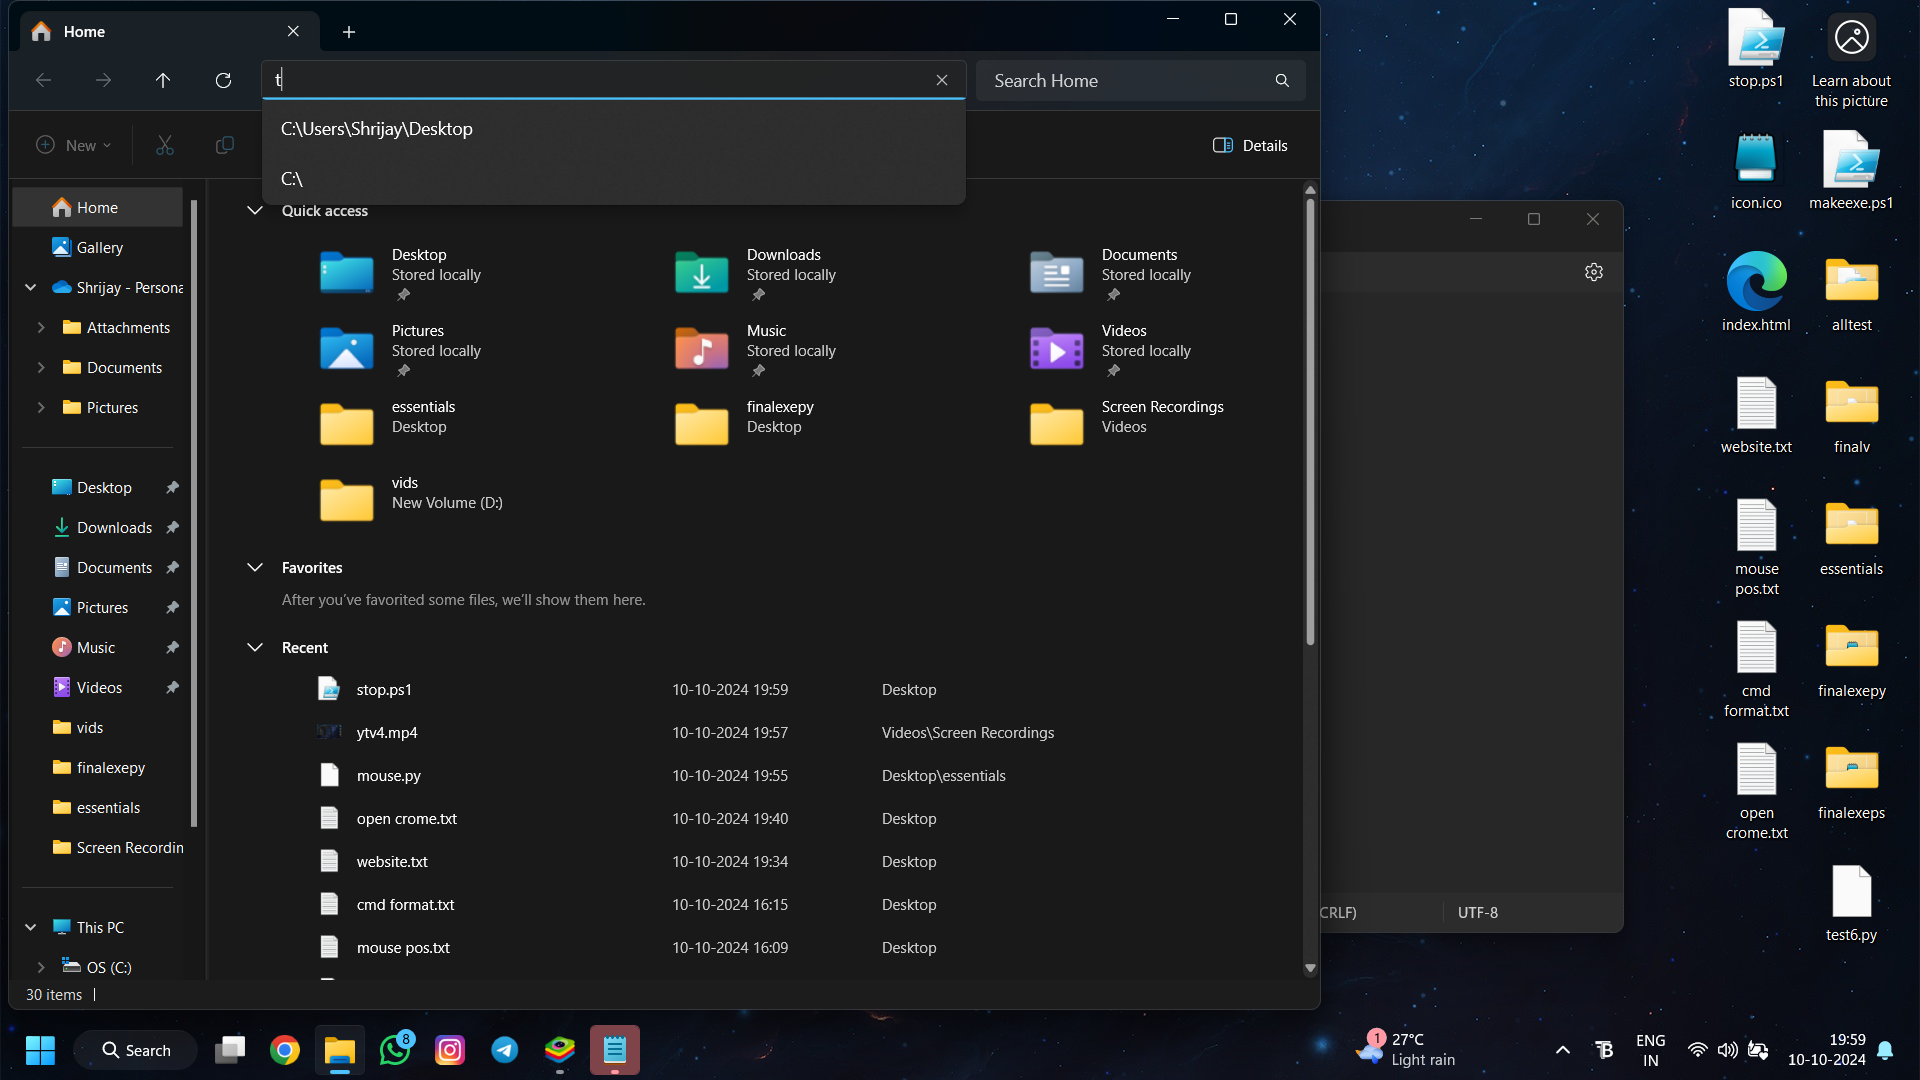 Home
t
Search Home
C:\Users\Shrijay\Desktop
C:\
New
Details
Home
Gallery
Shrijay - Persona
Attachments
Documents
Pictures
Desktop
Downloads
Documents
Pictures
Music
Videos
vids
finalexepy
essentials
Screen Recordin
This PC
OS (C:)
Quick access
Desktop
Stored locally
Downloads
Stored locally
Documents
Stored locally
Pictures
Stored locally
Music
Stored locally
Videos
Stored locally
essentials
Desktop
finalexepy
Desktop
Screen Recordings
Videos
vids
New Volume (D:)
Favorites
After you've favorited some files, we'll show them here.
Recent
stop.ps1 10-10-2024 19:59 Desktop
ytv4.mp4 10-10-2024 19:57 Videos\Screen Recordings
mouse.py 10-10-2024 19:55 Desktop\essentials
open crome.txt 10-10-2024 19:40 Desktop
website.txt 10-10-2024 19:34 Desktop
cmd format.txt 10-10-2024 16:15 Desktop
mouse pos.txt 10-10-2024 16:09 Desktop
30 items
CRLF) UTF-8
stop.ps1
Learn about
this picture
icon.ico
makeexe.ps1
index.html
alltest
website.txt
finalv
mouse
pos.txt
essentials
cmd
format.txt
finalexepy
open
crome.txt
finalexeps
test6.py
Search
8
1
27°C
Light rain
ENG
IN
19:59
10-10-2024